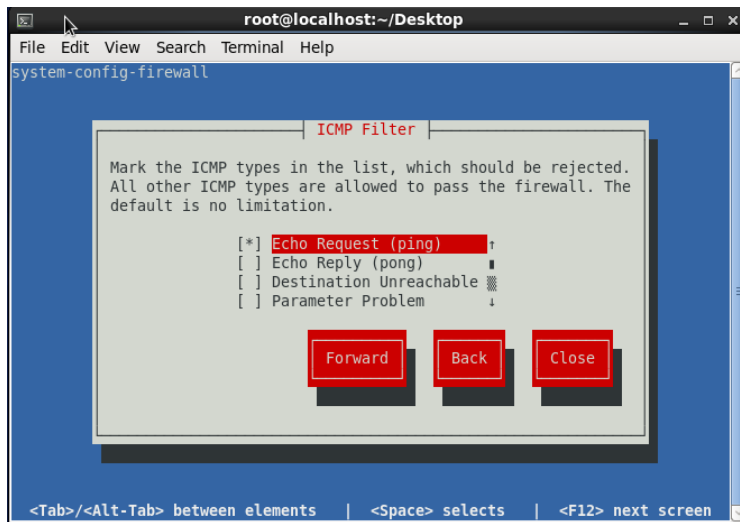 root@localhost:~/Desktop
File Edit View Search Terminal Help
system-config-firewall
ICMP Filter
Mark the ICMP types in the list, which should be rejected.
All other ICMP types are allowed to pass the firewall. The
default is no limitation.
[*] Echo Request (ping) ↑
[ ] Echo Reply (pong)
[ ] Destination Unreachable
[ ] Parameter Problem ↓
Forward Back Close
<Tab>/<Alt-Tab> between elements | <Space> selects | <F12> next screen